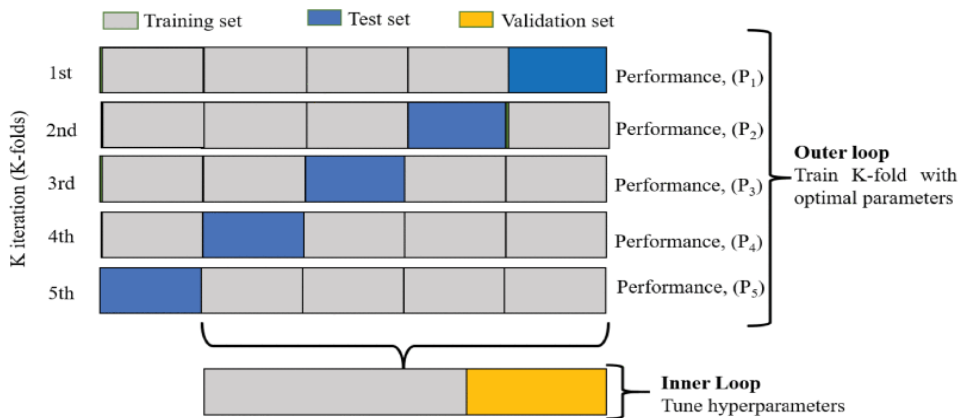 Training set
Test set
Validation set
K iteration (K-folds)
1st
Performance, (P₁)
2nd
Performance, (P₂)
3rd
Performance, (P₃)
4th
Performance, (P₄)
5th
Performance, (P₅)
Outer loop
Train K-fold with
optimal parameters
Inner Loop
Tune hyperparameters